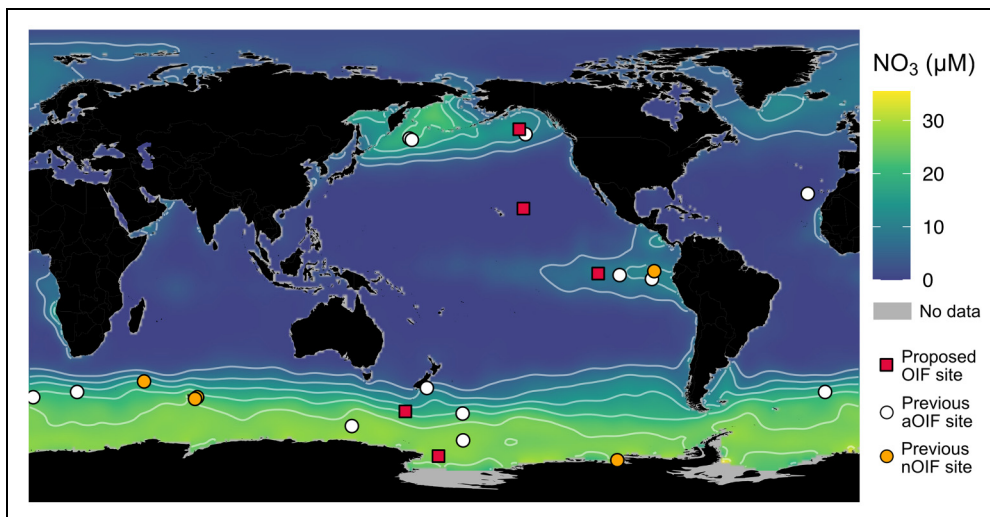 NO₃ (µM)
30
20
10
0
No data
Proposed
OIF site
Previous
aOIF site
Previous
nOIF site